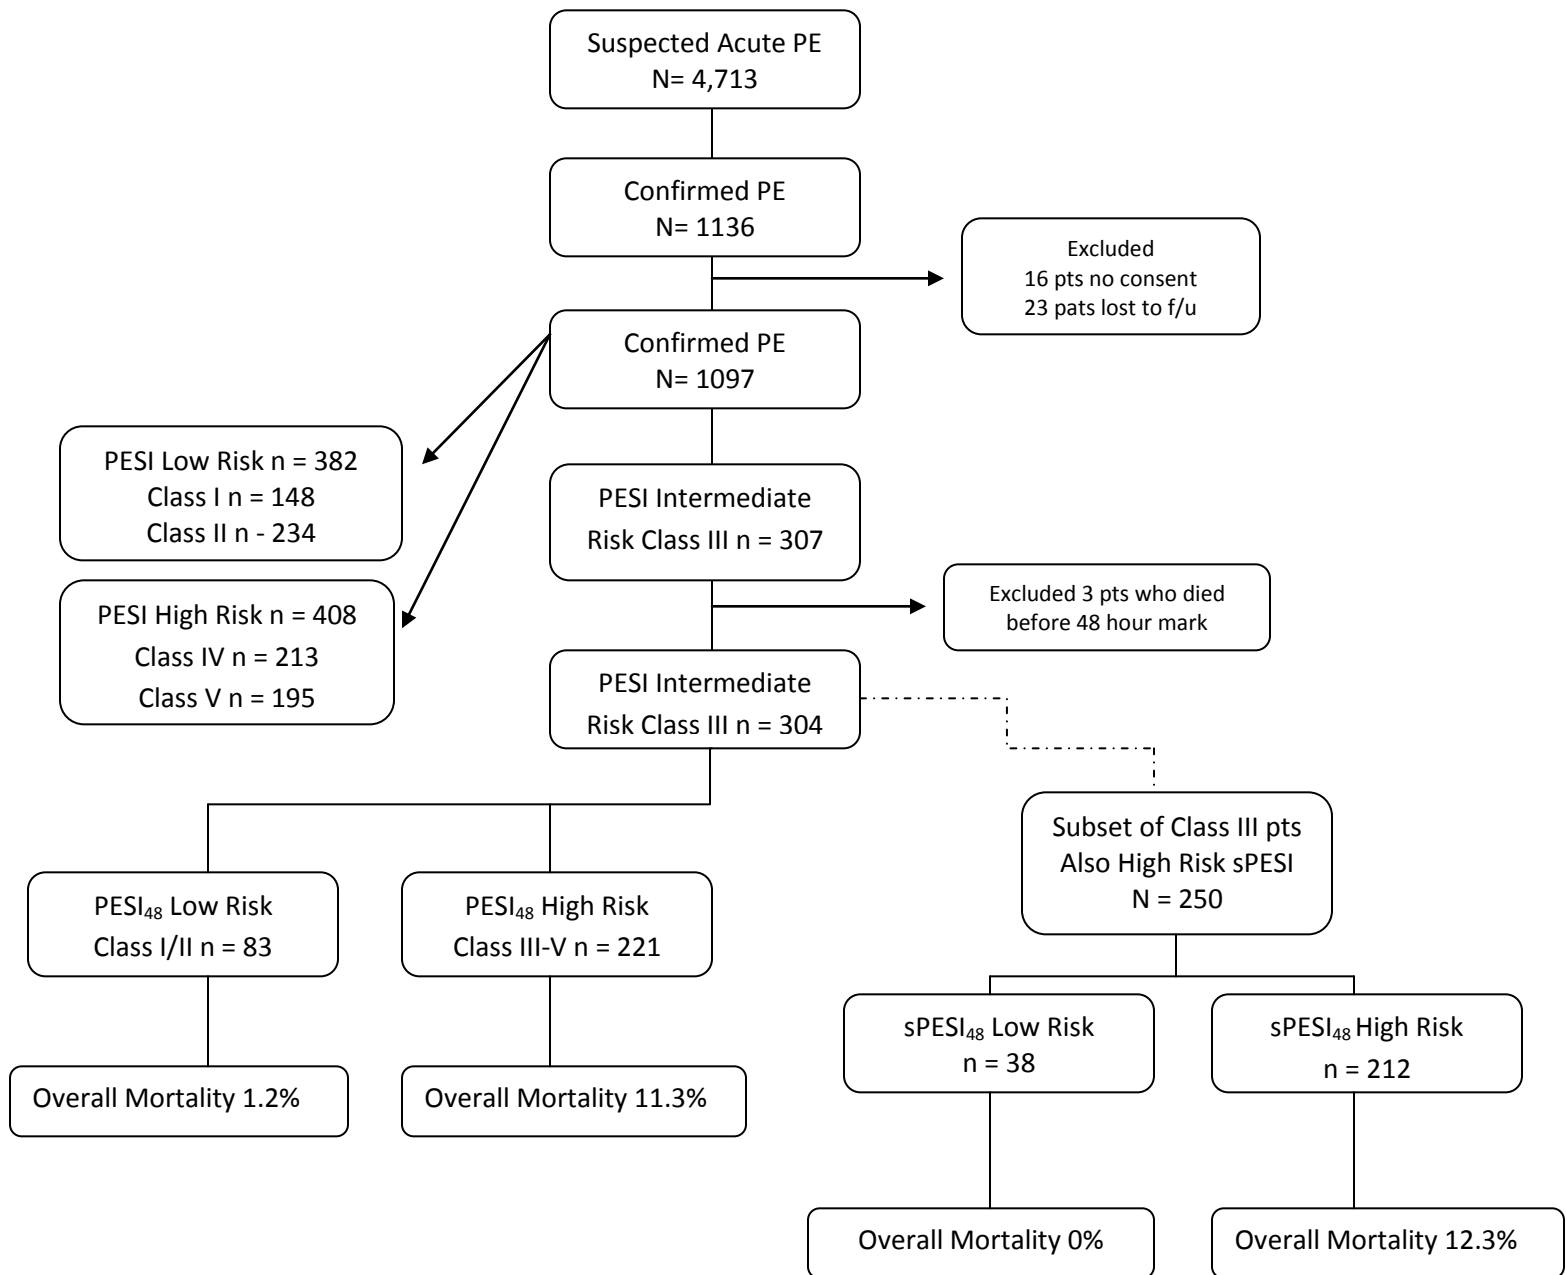 Suspected Acute PE
N= 4,713
Confirmed PE
N= 1136
Excluded
16 pts no consent
23 pats lost to f/u
Confirmed PE
N= 1097
PESI Low Risk n = 382
Class I n = 148
Class II n - 234
PESI Intermediate
Risk Class III n = 307
PESI High Risk n = 408
Class IV n = 213
Class V n = 195
Excluded 3 pts who died
before 48 hour mark
PESI Intermediate
Risk Class III n = 304
Subset of Class III pts
Also High Risk sPESI
N = 250
PESI₄₈ Low Risk
Class I/II n = 83
PESI₄₈ High Risk
Class III-V n = 221
sPESI₄₈ Low Risk
n = 38
sPESI₄₈ High Risk
n = 212
Overall Mortality 1.2%
Overall Mortality 11.3%
Overall Mortality 0%
Overall Mortality 12.3%